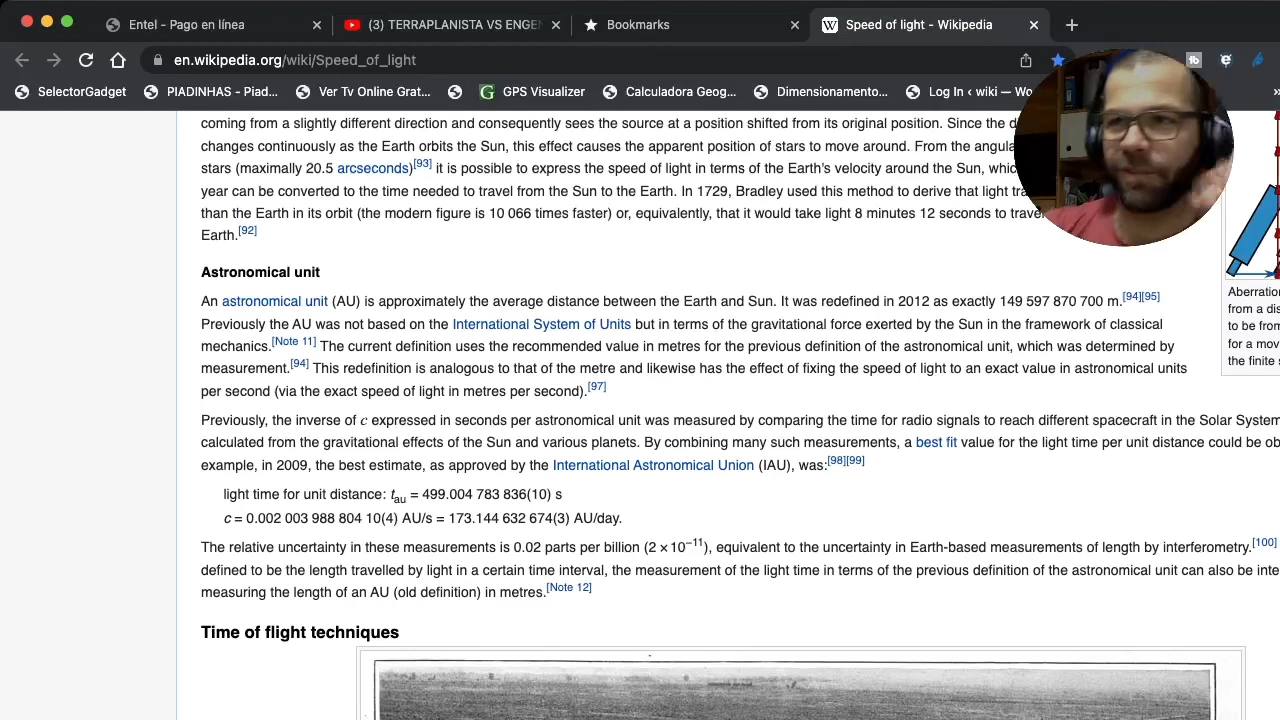 Entel - Pago en línea
(3) TERRAPLANISTA VS ENGE
Bookmarks
Speed of light - Wikipedia
en.wikipedia.org/wiki/Speed_of_light
SelectorGadget
PIADINHAS - Piad...
Ver Tv Online Grat...
GPS Visualizer
Calculadora Geog...
Dimensionamento...
Log In ‹ wiki — Wo
coming from a slightly different direction and consequently sees the source at a position shifted from its original position. Since the d
changes continuously as the Earth orbits the Sun, this effect causes the apparent position of stars to move around. From the angula
stars (maximally 20.5 arcseconds)[93] it is possible to express the speed of light in terms of the Earth's velocity around the Sun, whic
year can be converted to the time needed to travel from the Sun to the Earth. In 1729, Bradley used this method to derive that light tra
than the Earth in its orbit (the modern figure is 10 066 times faster) or, equivalently, that it would take light 8 minutes 12 seconds to trave
Earth.[92]
Aberration
from a dis
to be from
for a mov
the finite s
Astronomical unit
An astronomical unit (AU) is approximately the average distance between the Earth and Sun. It was redefined in 2012 as exactly 149 597 870 700 m.[94][95]
Previously the AU was not based on the International System of Units but in terms of the gravitational force exerted by the Sun in the framework of classical
mechanics.[Note 11] The current definition uses the recommended value in metres for the previous definition of the astronomical unit, which was determined by
measurement.[94] This redefinition is analogous to that of the metre and likewise has the effect of fixing the speed of light to an exact value in astronomical units
per second (via the exact speed of light in metres per second).[97]
Previously, the inverse of c expressed in seconds per astronomical unit was measured by comparing the time for radio signals to reach different spacecraft in the Solar System
calculated from the gravitational effects of the Sun and various planets. By combining many such measurements, a best fit value for the light time per unit distance could be ob
example, in 2009, the best estimate, as approved by the International Astronomical Union (IAU), was:[98][99]
light time for unit distance: tau = 499.004 783 836(10) s
c = 0.002 003 988 804 10(4) AU/s = 173.144 632 674(3) AU/day.
The relative uncertainty in these measurements is 0.02 parts per billion (2 × 10−11), equivalent to the uncertainty in Earth-based measurements of length by interferometry.[100]
defined to be the length travelled by light in a certain time interval, the measurement of the light time in terms of the previous definition of the astronomical unit can also be inte
measuring the length of an AU (old definition) in metres.[Note 12]
Time of flight techniques